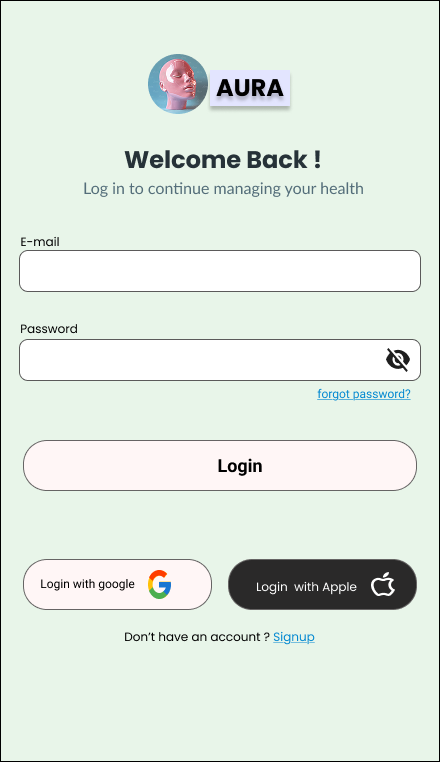 AURA
Welcome Back !
Log in to continue managing your health
E-mail
Password
forgot password?
Login
Login with google
Login with Apple
Don't have an account ? Signup